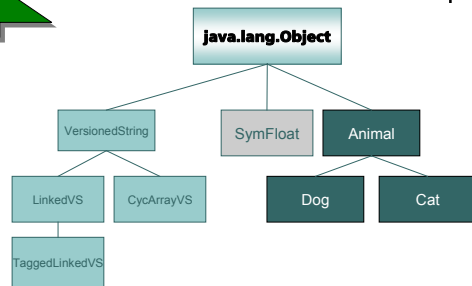 java.lang.Object
VersionedString
SymFloat
Animal
LinkedVS
CycArrayVS
Dog
Cat
TaggedLinkedVS